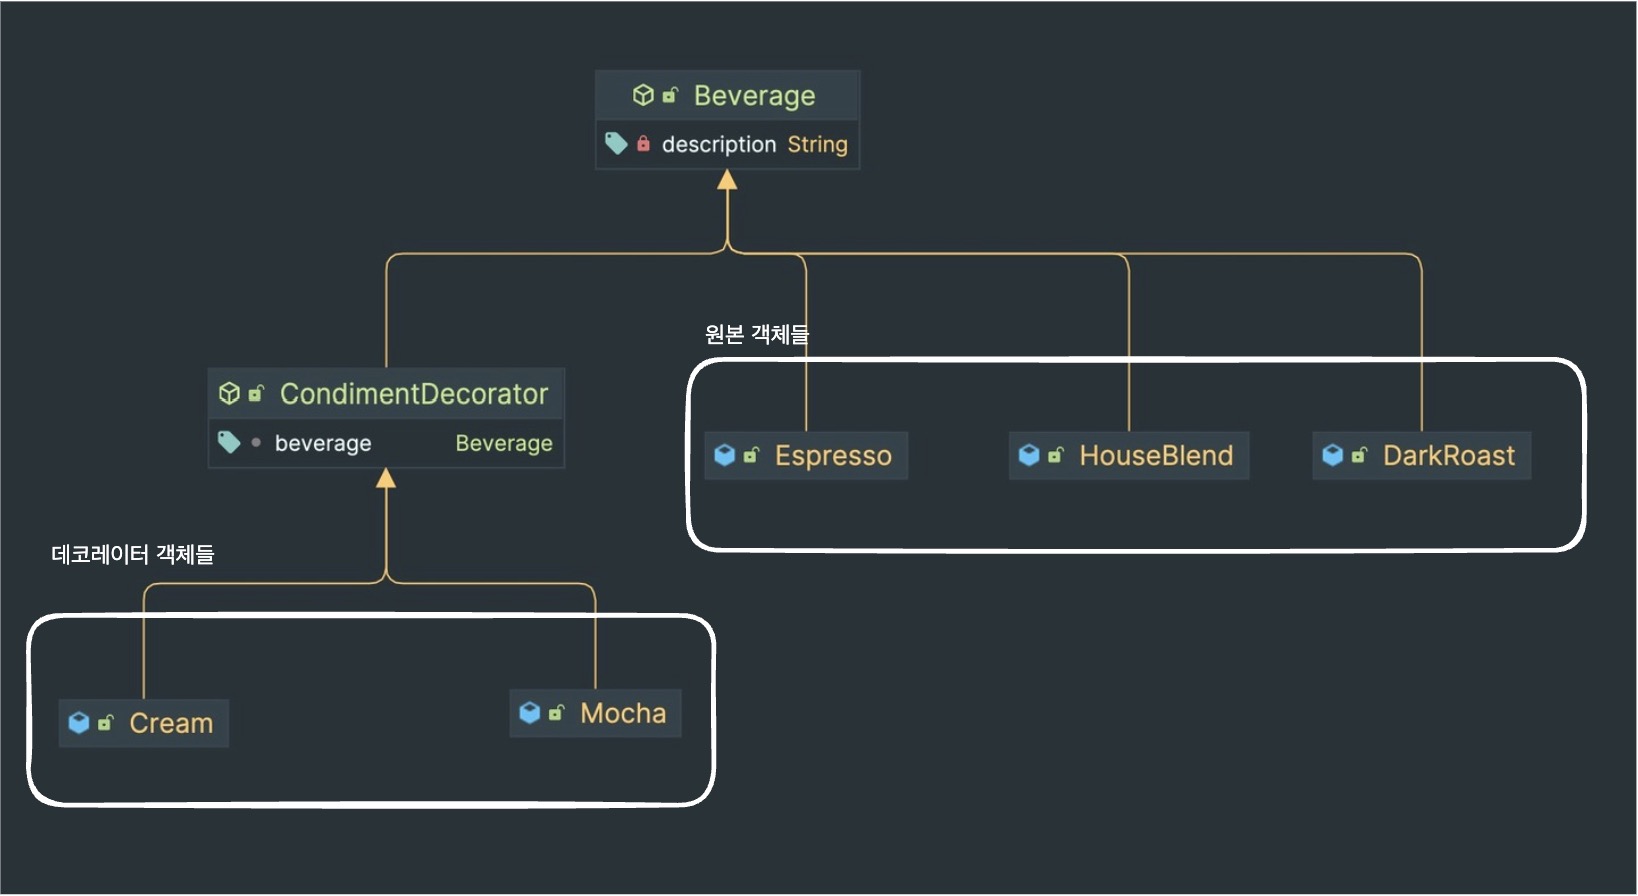 Beverage
description String
원본 객체들
CondimentDecorator
beverage Beverage
Espresso
HouseBlend
DarkRoast
데코레이터 객체들
Cream
Mocha